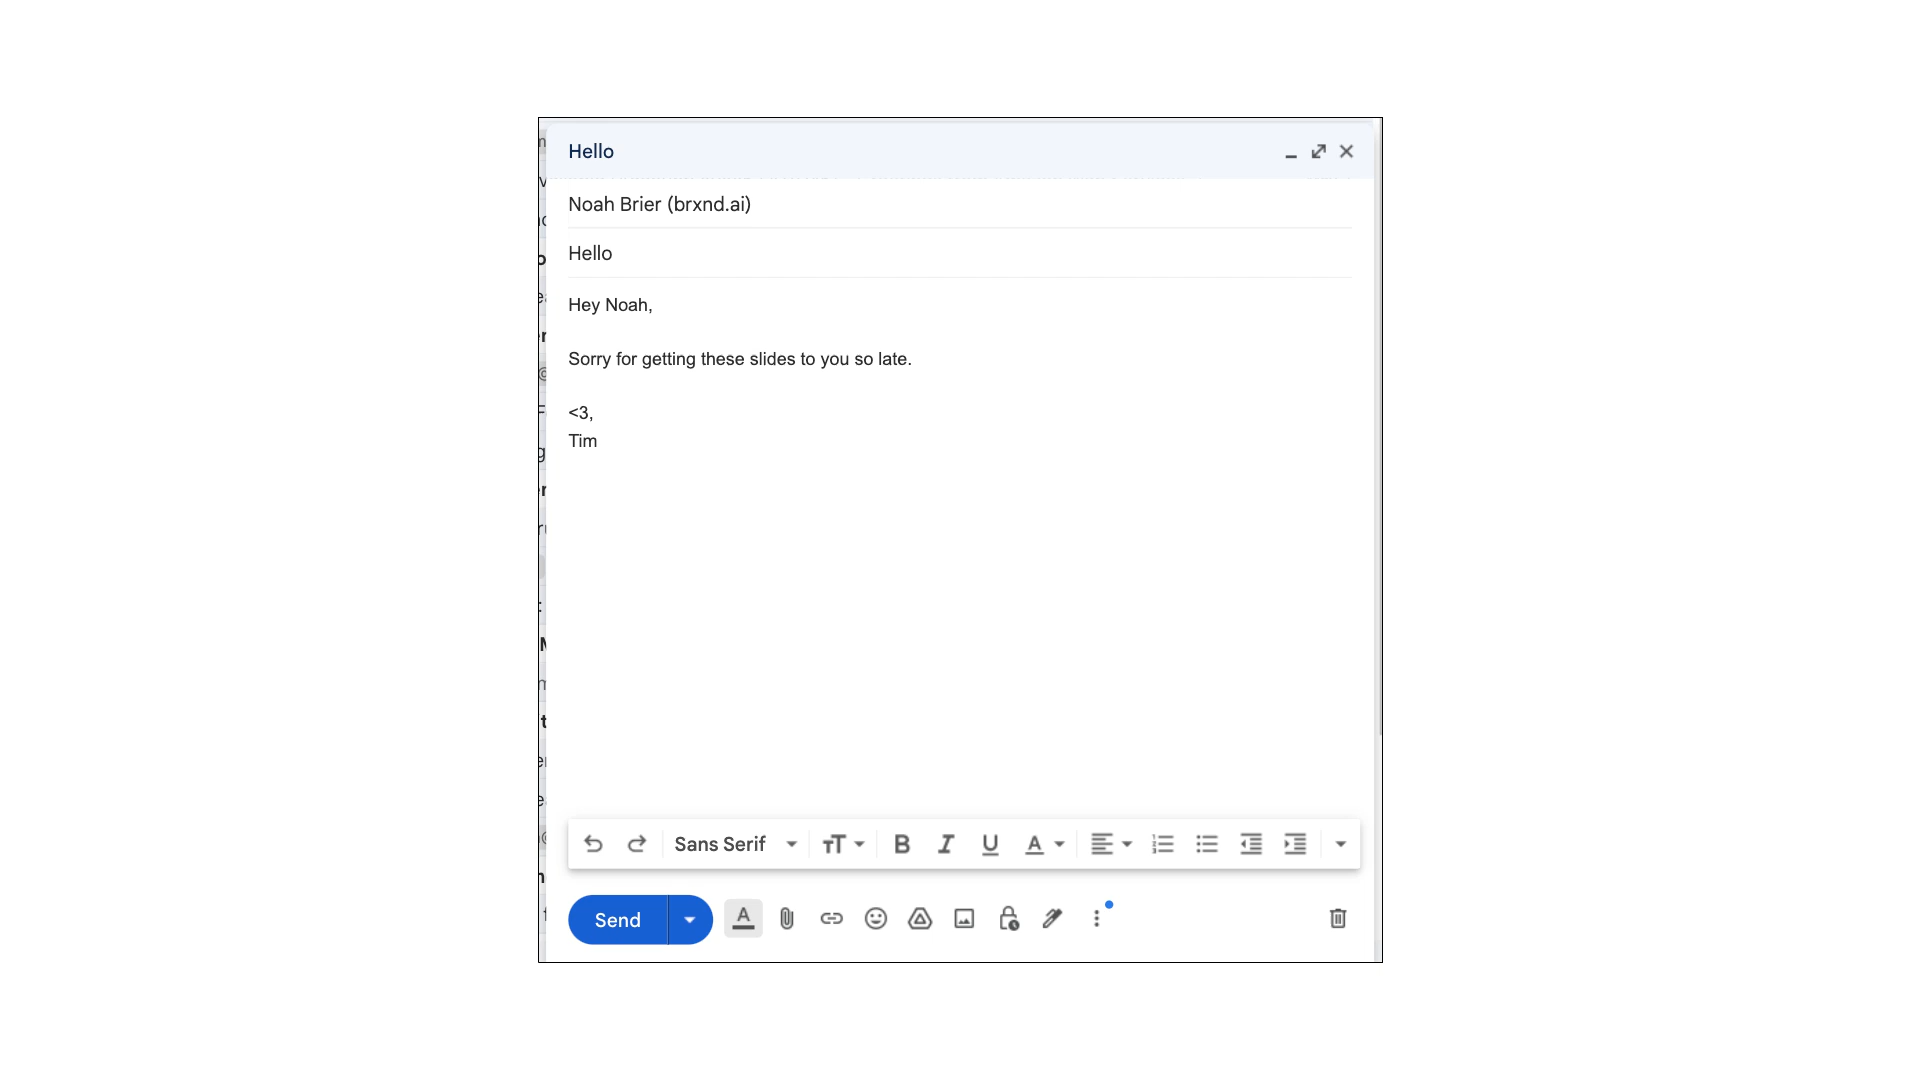 Hello
Noah Brier (brxnd.ai)
Hello
Hey Noah,
Sorry for getting these slides to you so late.
<3,
Tim
Sans Serif
Send